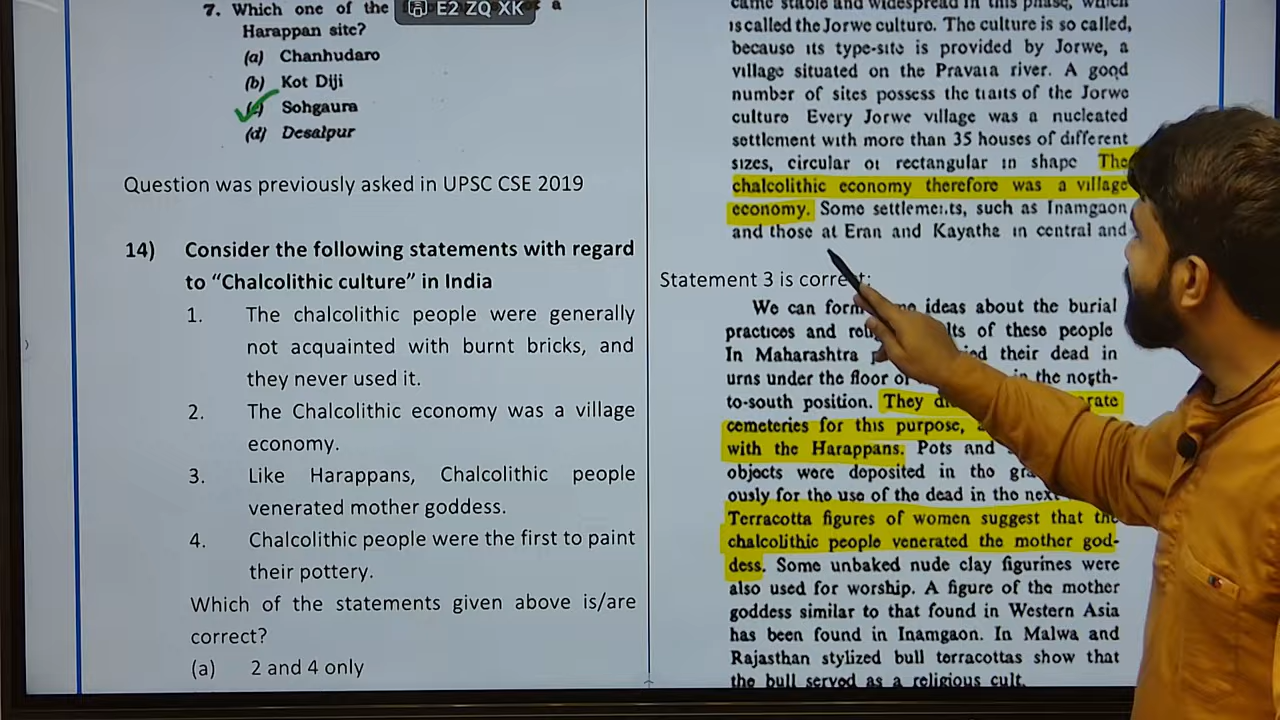 7. Which one of the
E2 ZQ XK
a
Harappan site?
(a) Chanhudaro
(b) Kot Diji
(c) Sohgaura
(d) Desalpur
Question was previously asked in UPSC CSE 2019
14) Consider the following statements with regard
to “Chalcolithic culture” in India
1. The chalcolithic people were generally
not acquainted with burnt bricks, and
they never used it.
2. The Chalcolithic economy was a village
economy.
3. Like Harappans, Chalcolithic people
venerated mother goddess.
4. Chalcolithic people were the first to paint
their pottery.
Which of the statements given above is/are
correct?
(a) 2 and 4 only
came stable and widespread in this phase, which
is called the Jorwe culture. The culture is so called,
because its type-site is provided by Jorwe, a
village situated on the Pravara river. A good
number of sites possess the traits of the Jorwe
culture Every Jorwe village was a nucleated
settlement with more than 35 houses of different
sizes, circular or rectangular in shape The
chalcolithic economy therefore was a village
economy. Some settlements, such as Inamgaon
and those at Eran and Kayatha in central and
Statement 3 is correct:
We can form ideas about the burial
practices and of these people
In Maharashtra their dead in
urns under the floor of in the north-
to-south position. They
cemeteries for this purpose,
with the Harappans. Pots and
objects were deposited in the
ously for the use of the dead in the next
Terracotta figures of women suggest that the
chalcolithic people venerated the mother god-
dess. Some unbaked nude clay figurines were
also used for worship. A figure of the mother
goddess similar to that found in Western Asia
has been found in Inamgaon. In Malwa and
Rajasthan stylized bull terracottas show that
the bull served as a religious cult.